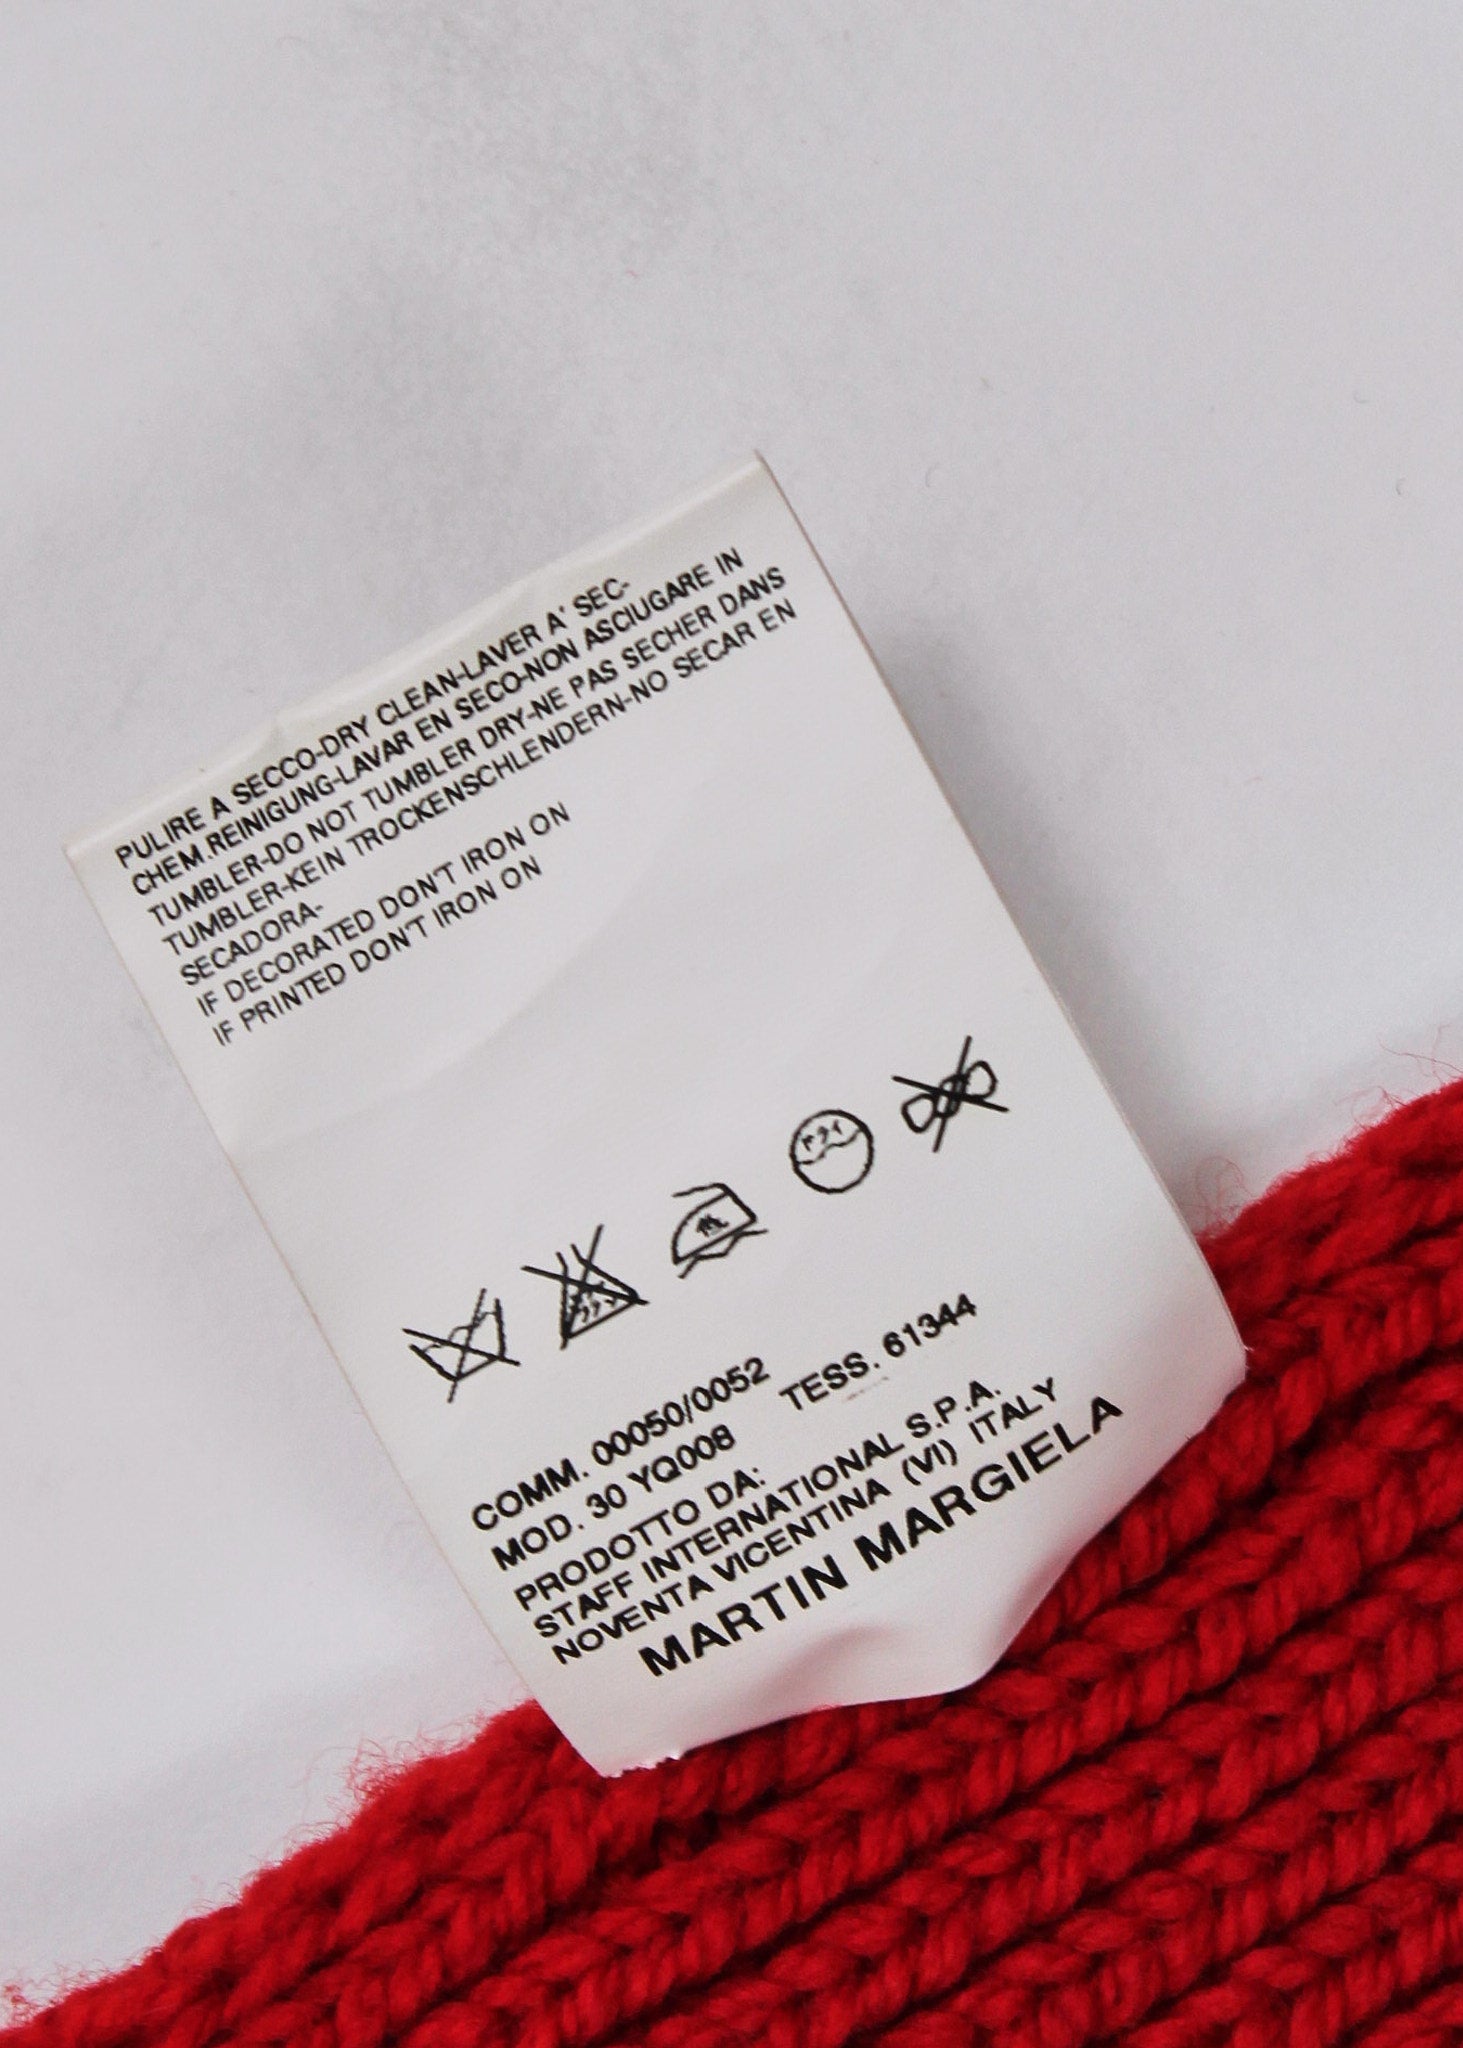 PULIRE A SECCO-DRY CLEAN-LAVER A' SEC-
CHEM.REINIGUNG-LAVAR EN SECO-NON ASCIUGARE IN
TUMBLER-DO NOT TUMBLER DRY-NE PAS SECHER DANS
TUMBLER-KEIN TROCKENSCHLENDERN-NO SECAR EN
SECADORA-
IF DECORATED DON'T IRON ON
IF PRINTED DON'T IRON ON
ドライ
COMM. 00050/0052
MOD. 30 YQ008 TESS. 61344
PRODOTTO DA:
STAFF INTERNATIONAL S.P.A.
NOVENTA VICENTINA (VI) ITALY
MARTIN MARGIELA